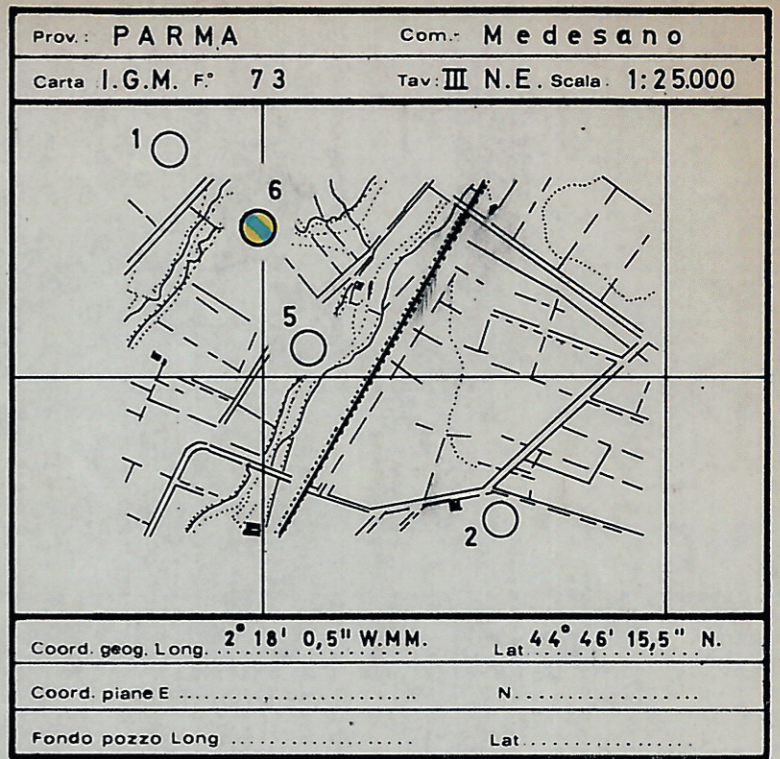 Prov.: PARMA Com.- Medesano
Carta I.G.M. F.° 73 Tav: III N.E. Scala. 1:25.000
1
6
5
2
Coord. geog. Long. 2° 18' 0,5" W.MM. Lat 44° 46' 15,5" N.
Coord. piane E .............................. N.........................
Fondo pozzo Long ....................... Lat......................